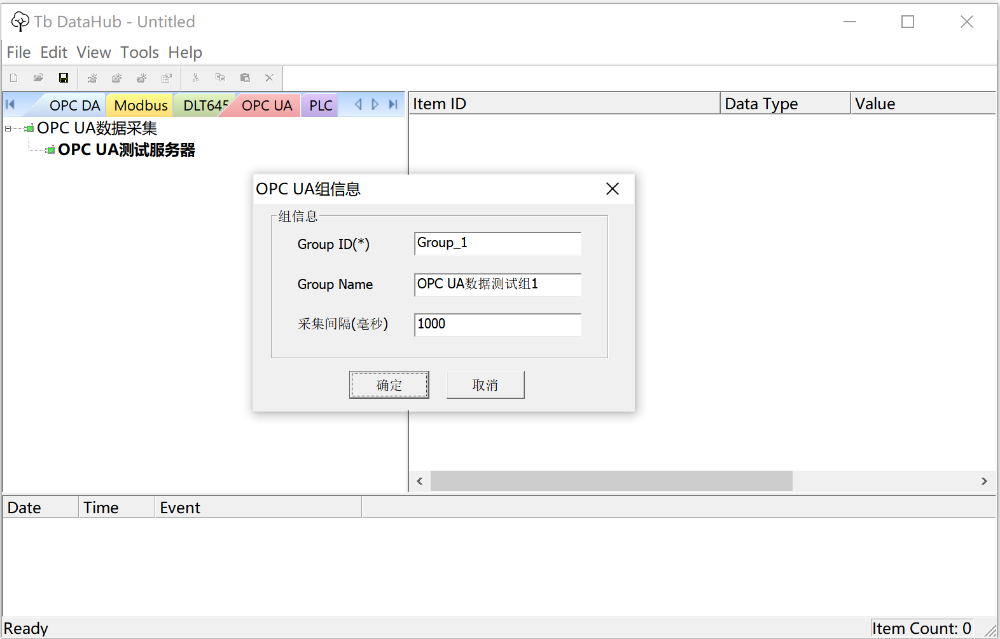 Tb DataHub - Untitled
File Edit View Tools Help
OPC DA Modbus DLT645 OPC UA PLC
Item ID Data Type Value
OPC UA数据采集
OPC UA测试服务器
OPC UA组信息
组信息
Group ID(*) Group_1
Group Name OPC UA数据测试组1
采集间隔(毫秒) 1000
确定 取消
Date Time Event
Ready Item Count: 0